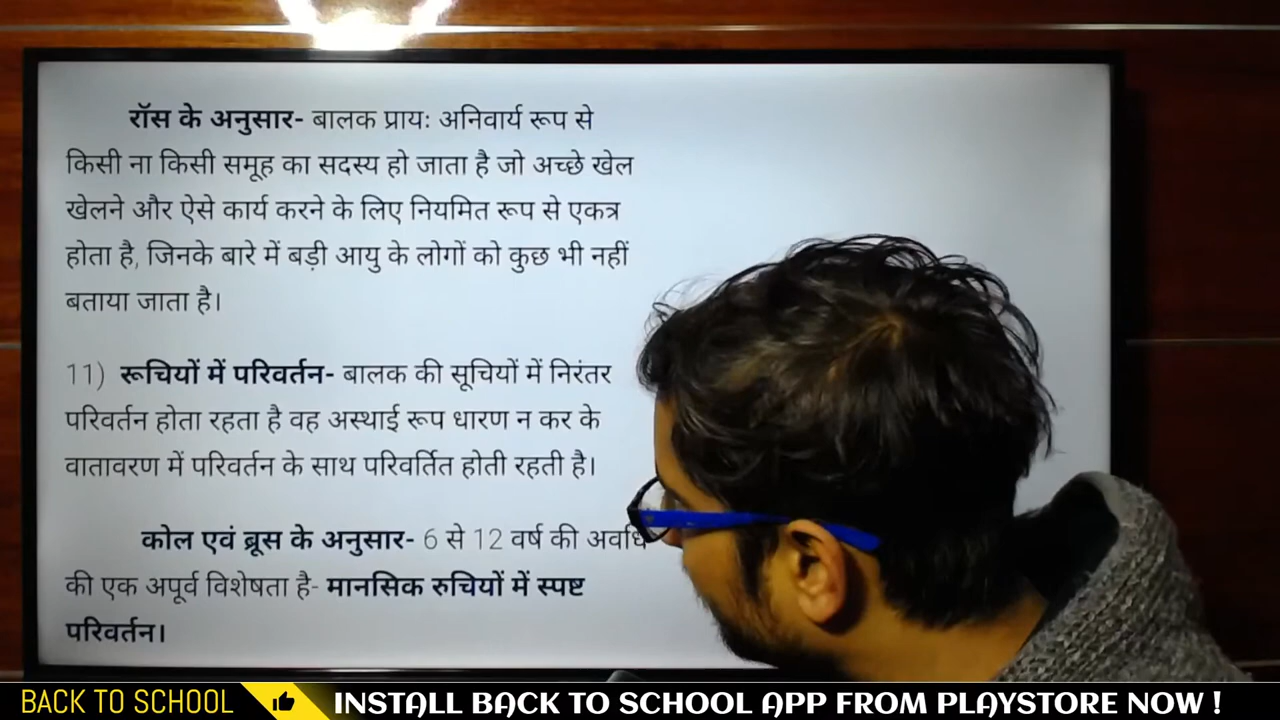 रॉस के अनुसार- बालक प्रायः अनिवार्य रूप से
किसी ना किसी समूह का सदस्य हो जाता है जो अच्छे खेल
खेलने और ऐसे कार्य करने के लिए नियमित रूप से एकत्र
होता है, जिनके बारे में बड़ी आयु के लोगों को कुछ भी नहीं
बताया जाता है।
11) रूचियों में परिवर्तन- बालक की सूचियों में निरंतर
परिवर्तन होता रहता है वह अस्थाई रूप धारण न कर के
वातावरण में परिवर्तन के साथ परिवर्तित होती रहती है।
कोल एवं ब्रूस के अनुसार- 6 से 12 वर्ष की अवधि
की एक अपूर्व विशेषता है- मानसिक रुचियों में स्पष्ट
परिवर्तन।
BACK TO SCHOOL INSTALL BACK TO SCHOOL APP FROM PLAYSTORE NOW !